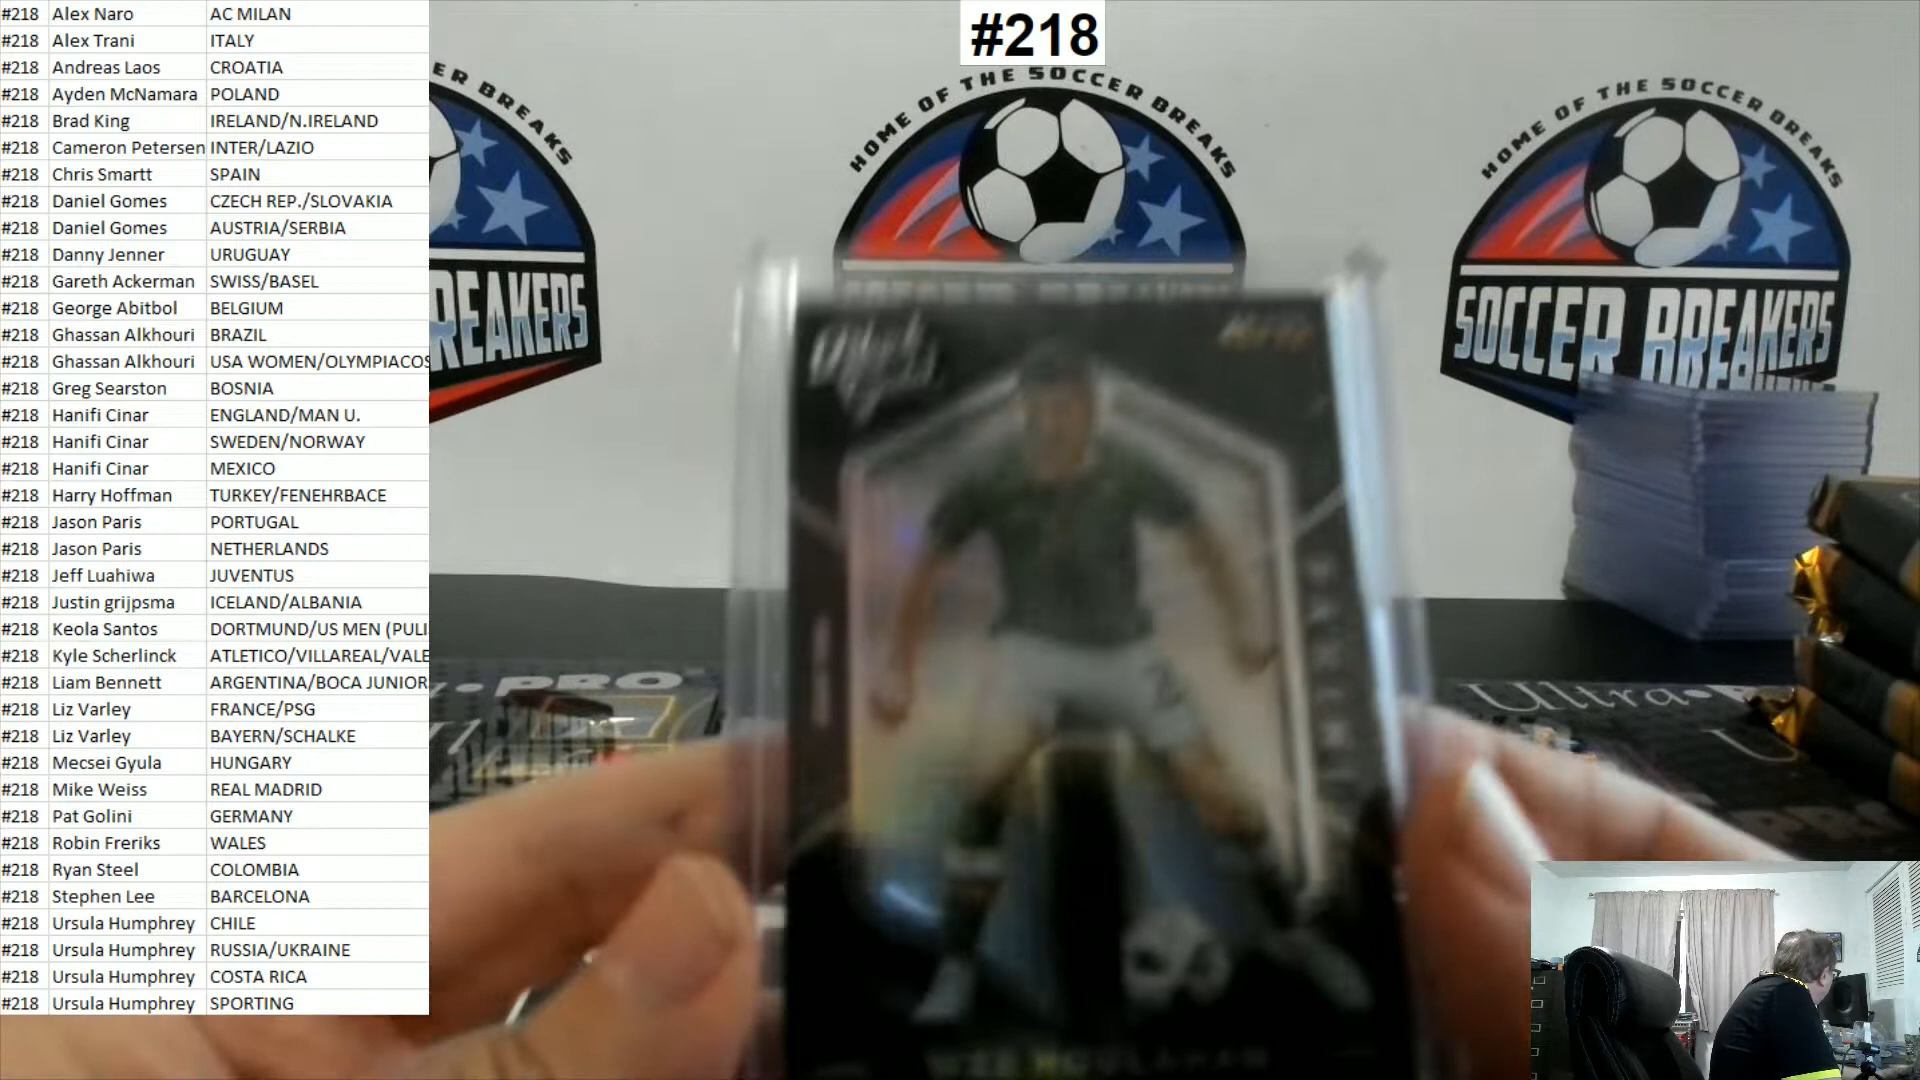 #218 Alex Naro AC MILAN
#218 Alex Trani ITALY
#218 Andreas Laos CROATIA
#218 Ayden McNamara POLAND
#218 Brad King IRELAND/N.IRELAND
#218 Cameron Petersen INTER/LAZIO
#218 Chris Smartt SPAIN
#218 Daniel Gomes CZECH REP./SLOVAKIA
#218 Daniel Gomes AUSTRIA/SERBIA
#218 Danny Jenner URUGUAY
#218 Gareth Ackerman SWISS/BASEL
#218 George Abitbol BELGIUM
#218 Ghassan Alkhouri BRAZIL
#218 Ghassan Alkhouri USA WOMEN/OLYMPIACOS
#218 Greg Searston BOSNIA
#218 Hanifi Cinar ENGLAND/MAN U.
#218 Hanifi Cinar SWEDEN/NORWAY
#218 Hanifi Cinar MEXICO
#218 Harry Hoffman TURKEY/FENEHRBACE
#218 Jason Paris PORTUGAL
#218 Jason Paris NETHERLANDS
#218 Jeff Luahiwa JUVENTUS
#218 Justin grijpsma ICELAND/ALBANIA
#218 Keola Santos DORTMUND/US MEN (PULI
#218 Kyle Scherlinck ATLETICO/VILLAREAL/VALE
#218 Liam Bennett ARGENTINA/BOCA JUNIOR
#218 Liz Varley FRANCE/PSG
#218 Liz Varley BAYERN/SCHALKE
#218 Mecsei Gyula HUNGARY
#218 Mike Weiss REAL MADRID
#218 Pat Golini GERMANY
#218 Robin Freriks WALES
#218 Ryan Steel COLOMBIA
#218 Stephen Lee BARCELONA
#218 Ursula Humphrey CHILE
#218 Ursula Humphrey RUSSIA/UKRAINE
#218 Ursula Humphrey COSTA RICA
#218 Ursula Humphrey SPORTING
#218
ER BREAKS
REAKERS
HOME OF THE SOCCER BREAKS
HOME OF THE SOCCER BREAKS
SOCCER BREAKERS
PRO
Ultra
WES HOOLAHAN